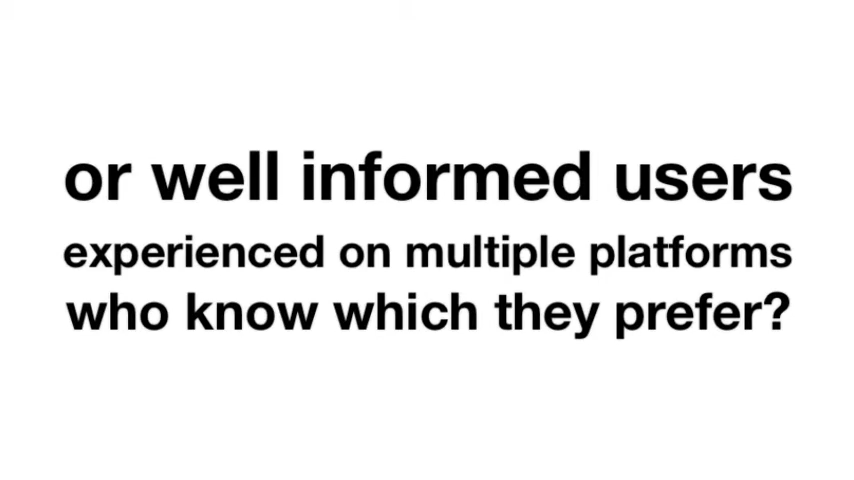 or well informed users
experienced on multiple platforms
who know which they prefer?